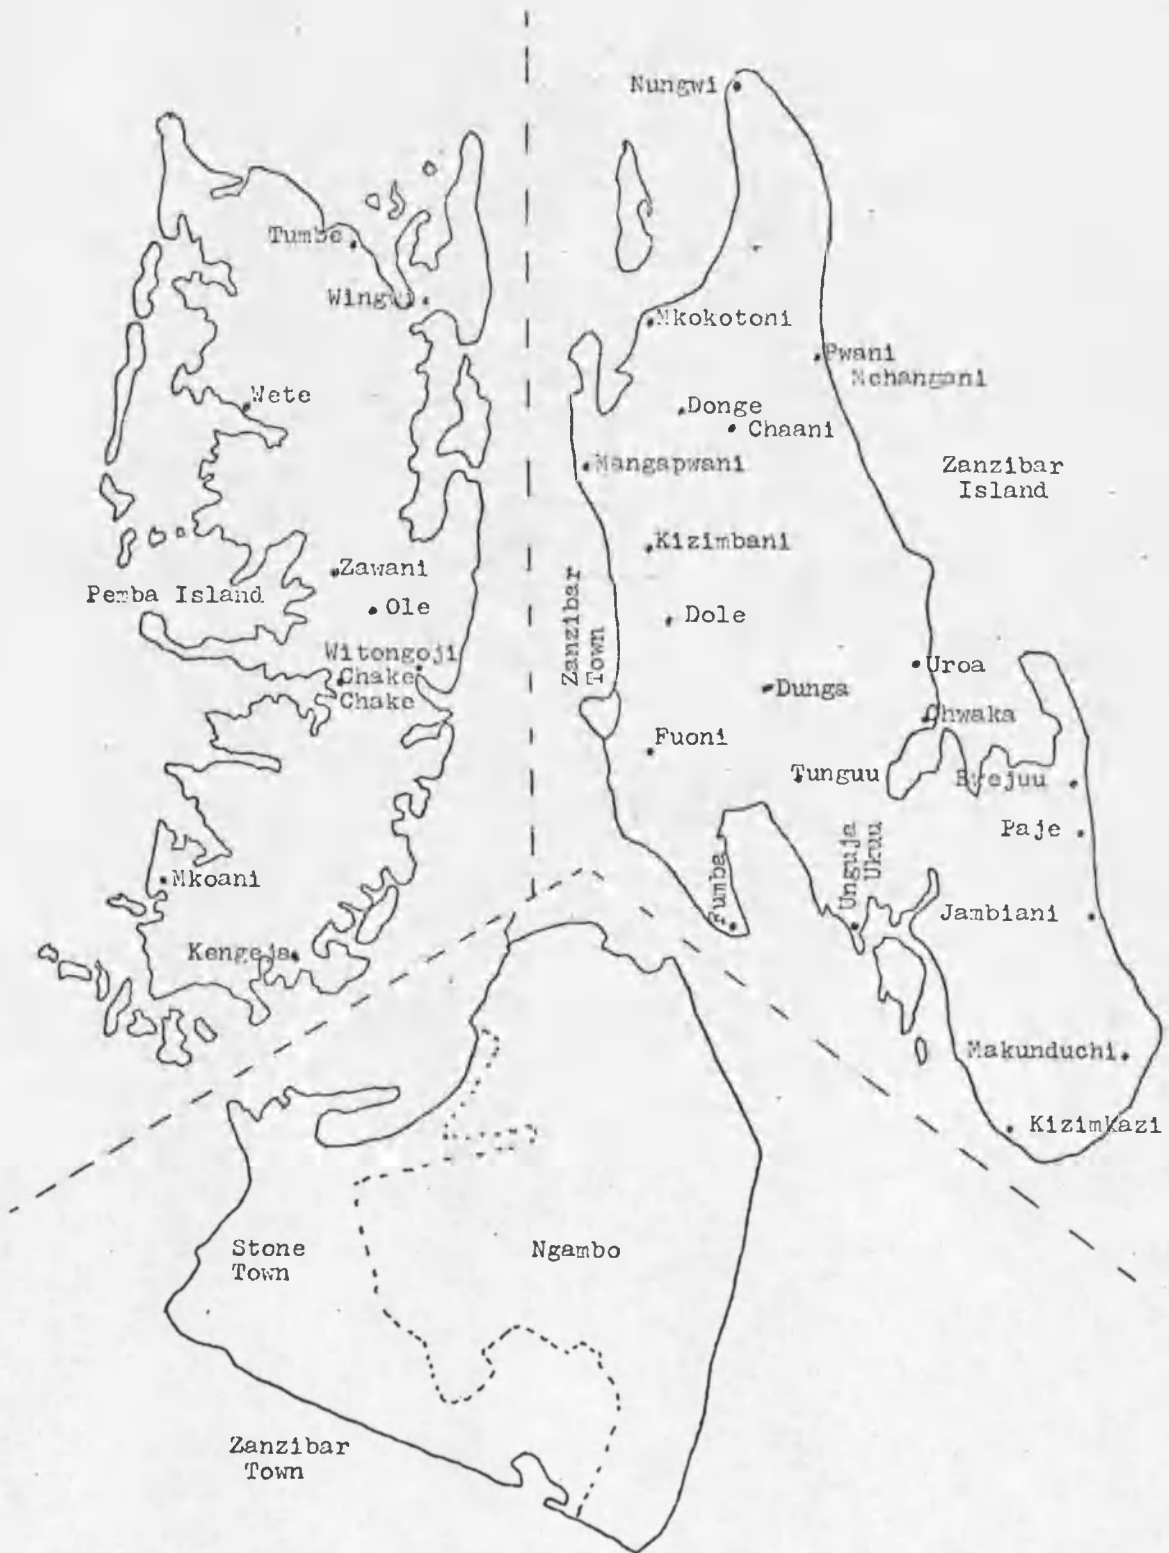 Nungwi
Tumbe
Wingwi
Wete
Zawani
Pemba Island
Ole
Witongoji
Chake
Chake
Mkoani
Kengeja
Mkokotoni
Pwani
Mchangani
Donge
Chaani
Mangapwani
Zanzibar
Island
Kizimbani
Dole
Zanzibar
Town
Uroa
Dunga
Chwaka
Fuoni
Tunguu
Bwejuu
Paje
Fumba
Unguja
Ukuu
Jambiani
Makunduchi
Kizimkazi
Stone
Town
Ngambo
Zanzibar
Town